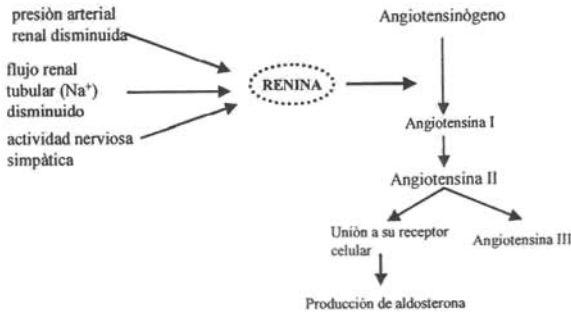 presiòn arterial
renal disminuida
flujo renal
tubular (Na⁺)
disminuido
actividad nerviosa
simpàtica
RENINA
Angiotensinògeno
Angiotensina I
Angiotensina II
Uniòn a su receptor
celular
Angiotensina III
Producciòn de aldosterona